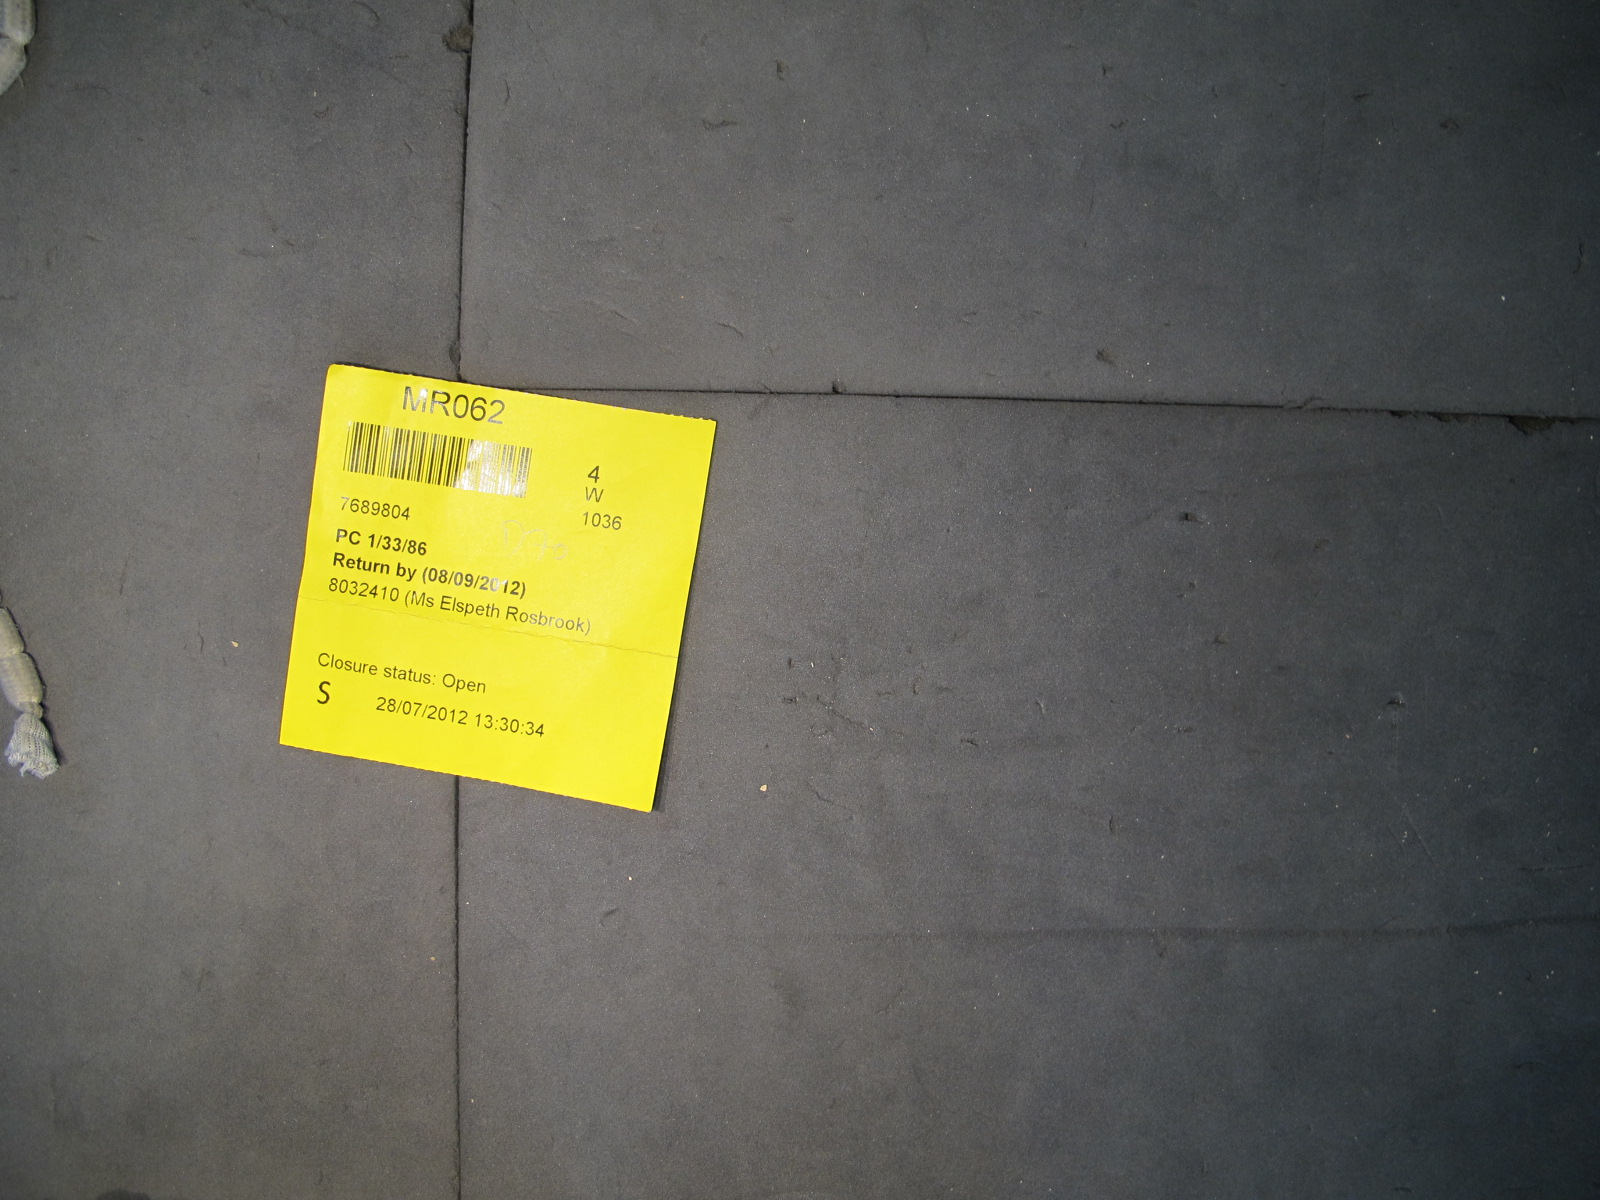 MR062
4
W
7689804
1036
PC 1/33/86
Return by (08/09/2012)
8032410 (Ms Elspeth Rosbrook)
Closure status: Open
S 28/07/2012 13:30:34